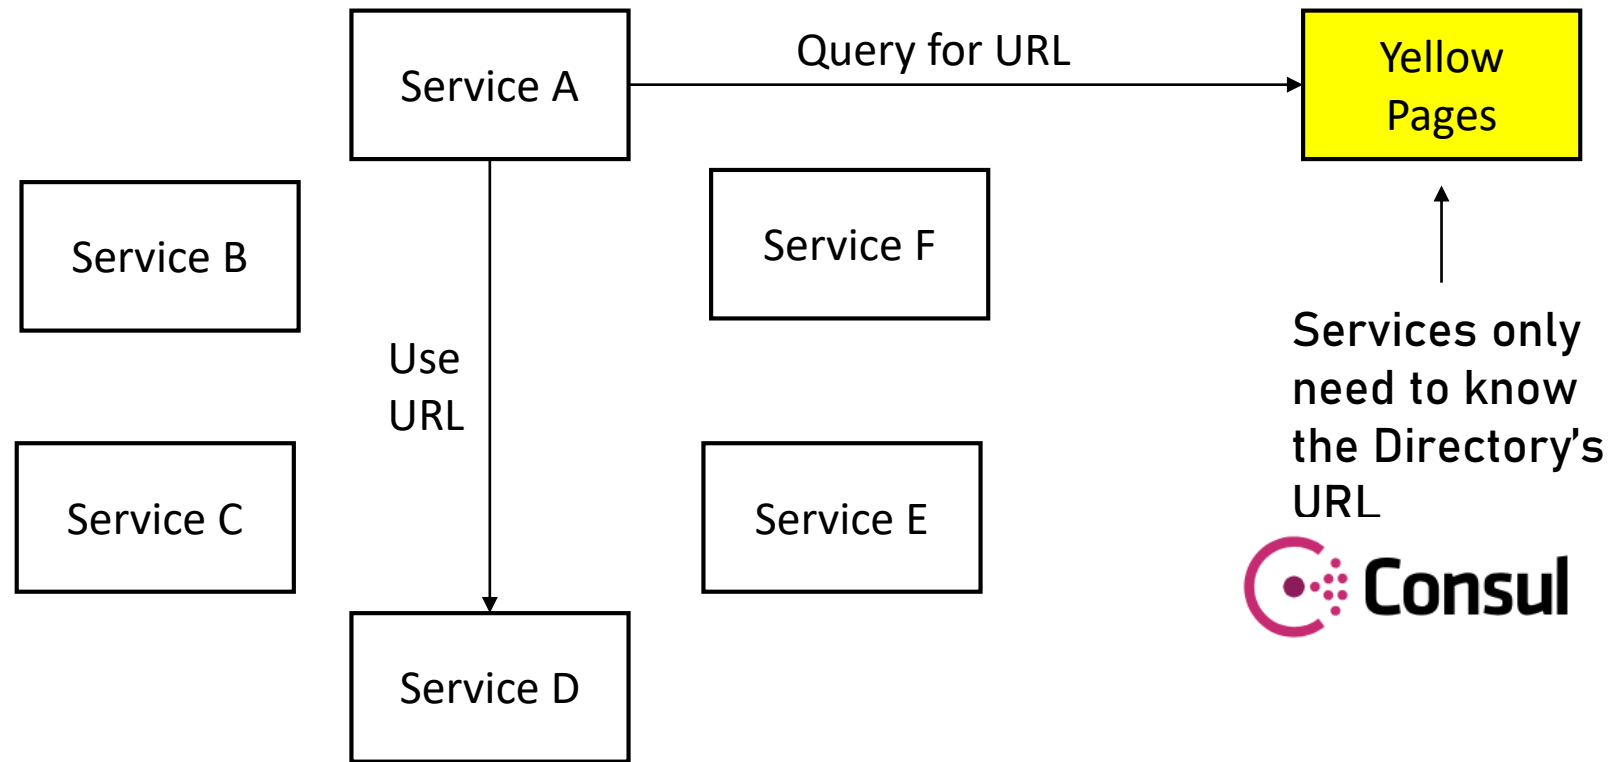 Service A
Query for URL
Yellow
Pages
Service B
Service F
Use
URL
Services only
need to know
the Directory's
URL
Service C
Service E
Consul
Service D